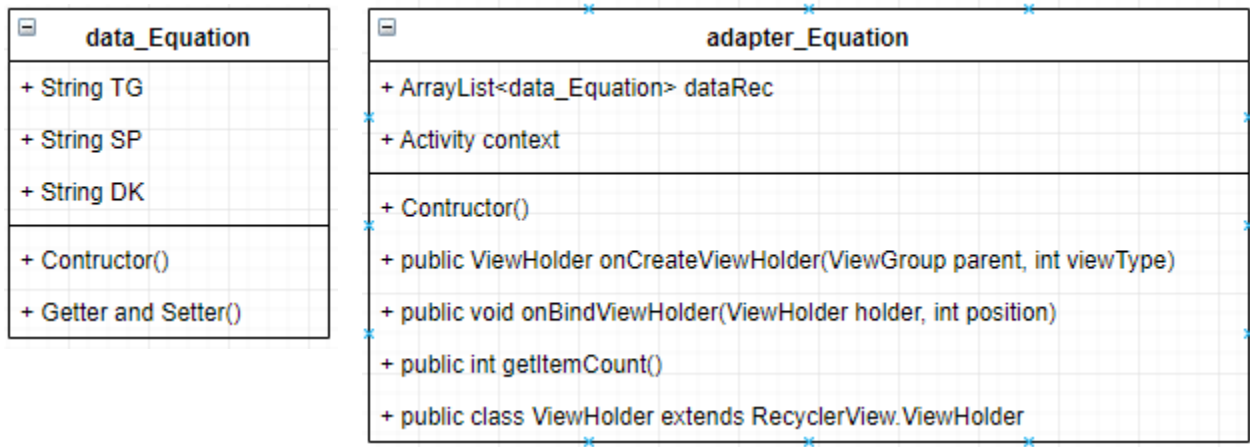 data_Equation
+ String TG
+ String SP
+ String DK
+ Contructor()
+ Getter and Setter()
adapter_Equation
+ ArrayList<data_Equation> dataRec
+ Activity context
+ Contructor()
+ public ViewHolder onCreateViewHolder(ViewGroup parent, int viewType)
+ public void onBindViewHolder(ViewHolder holder, int position)
+ public int getItemCount()
+ public class ViewHolder extends RecyclerView.ViewHolder